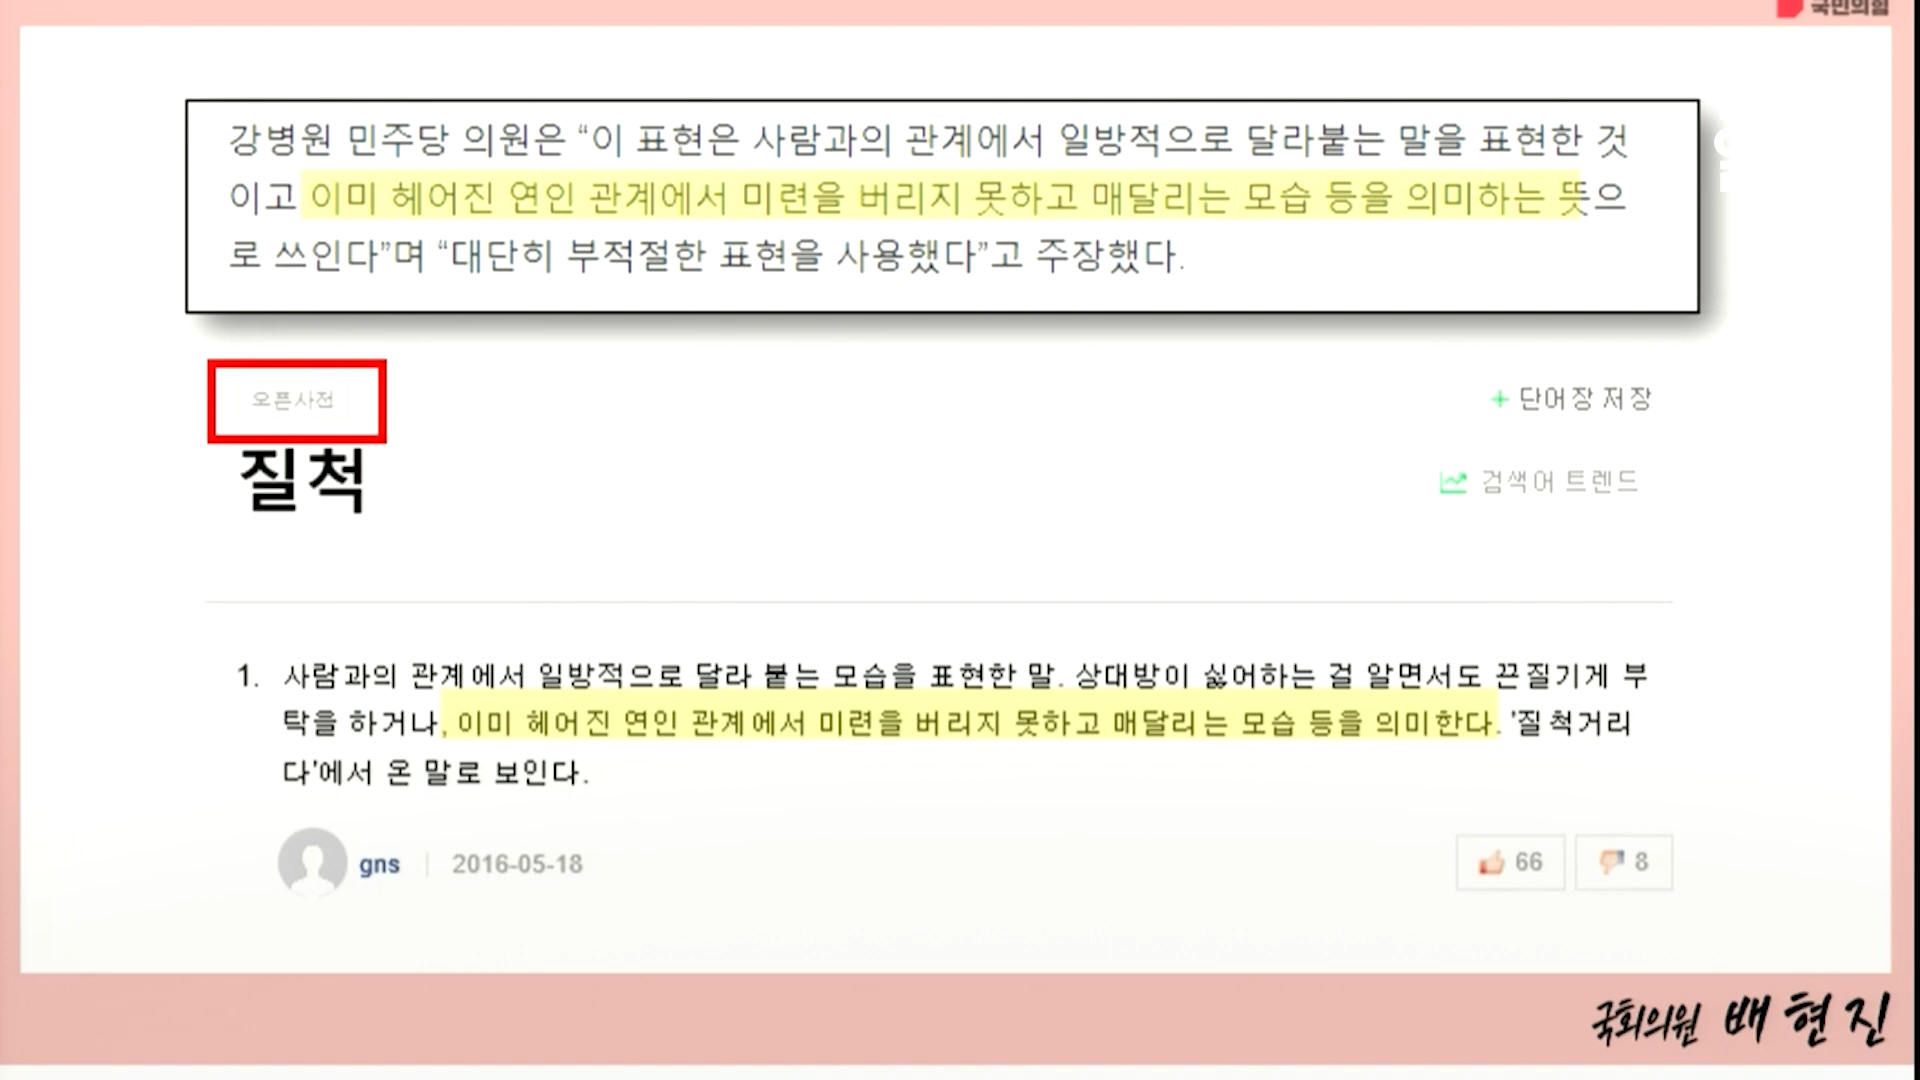 국민의힘
강병원 민주당 의원은 “이 표현은 사람과의 관계에서 일방적으로 달라붙는 말을 표현한 것
이고 이미 헤어진 연인 관계에서 미련을 버리지 못하고 매달리는 모습 등을 의미하는 뜻으
로 쓰인다”며 “대단히 부적절한 표현을 사용했다”고 주장했다.
오픈사전
+ 단어장 저장
질척
검색어 트렌드
1. 사람과의 관계에서 일방적으로 달라 붙는 모습을 표현한 말. 상대방이 싫어하는 걸 알면서도 끈질기게 부
탁을 하거나, 이미 헤어진 연인 관계에서 미련을 버리지 못하고 매달리는 모습 등을 의미한다. '질척거리
다'에서 온 말로 보인다.
gns | 2016-05-18
66
8
국회의원 배현진